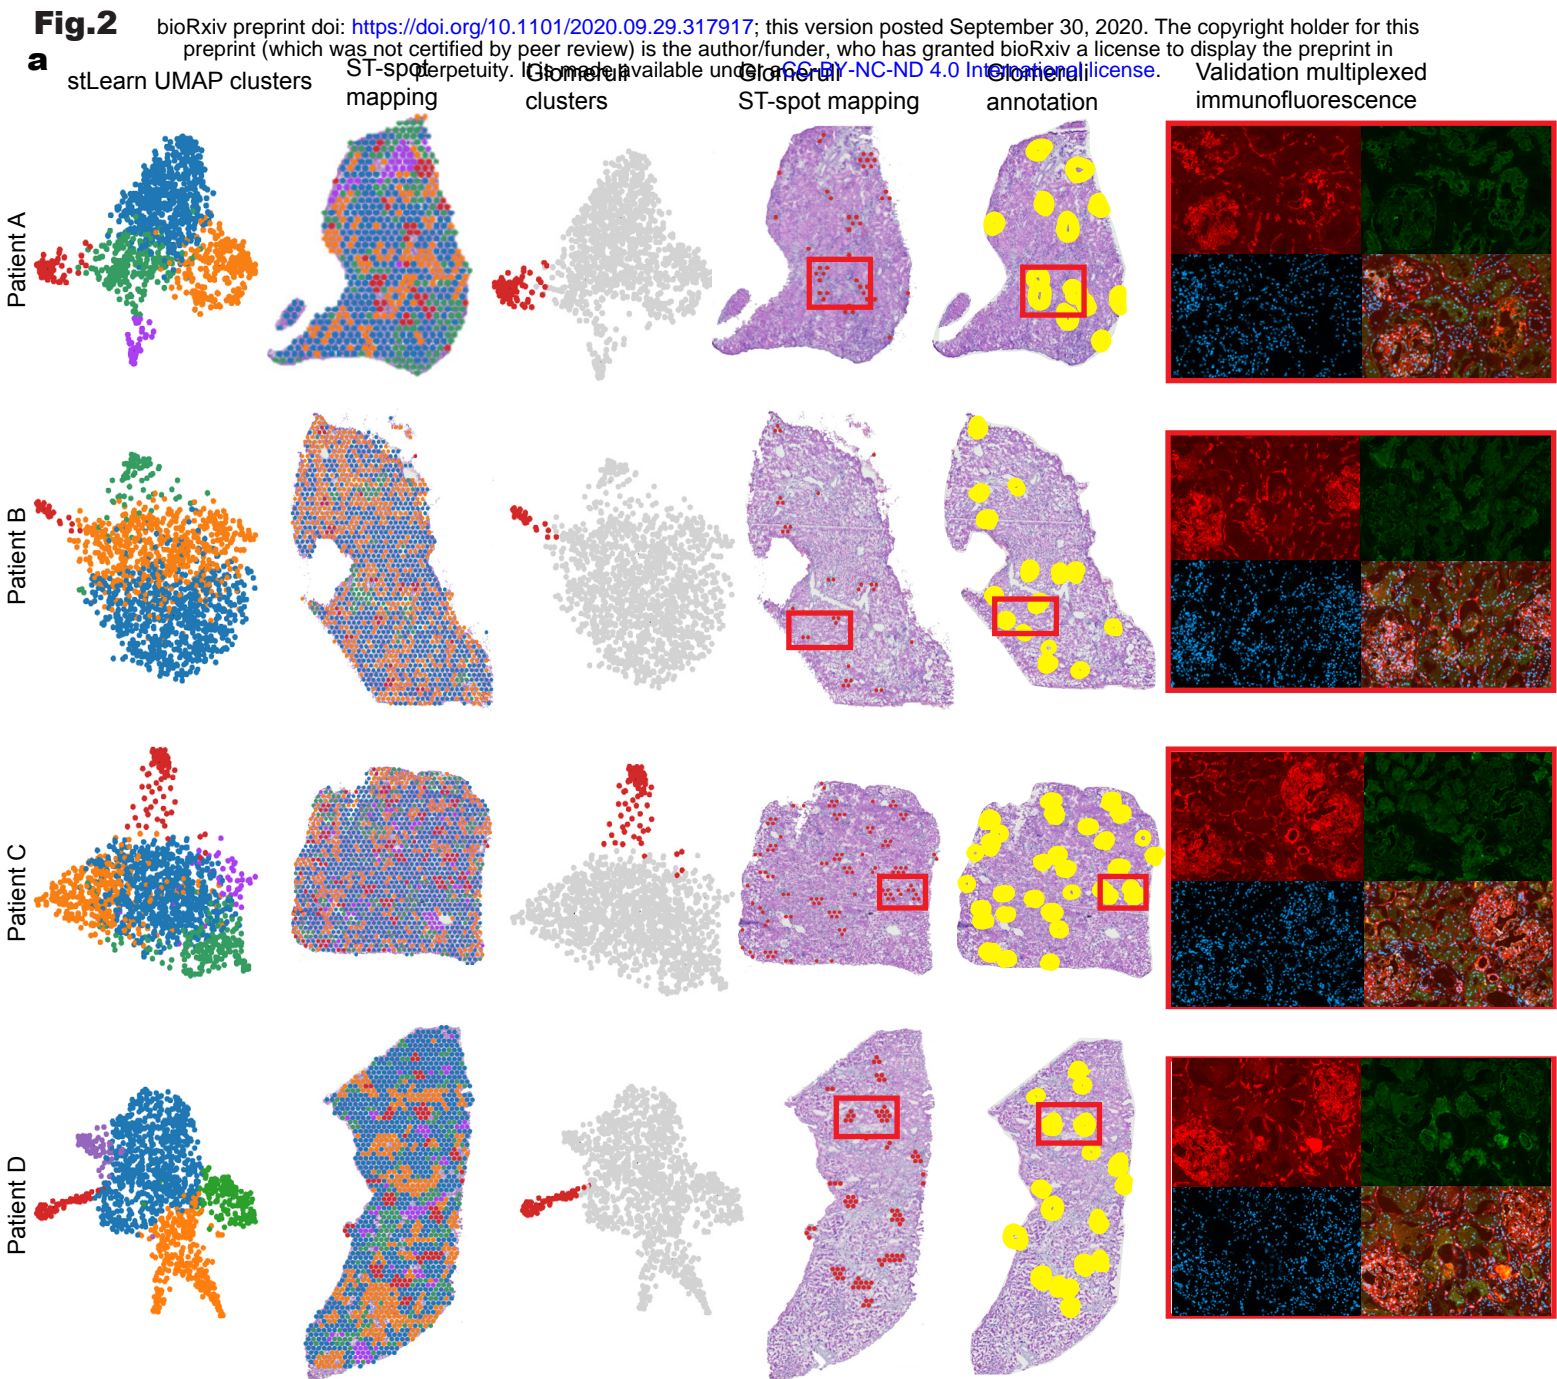 Fig.2
bioRxiv preprint doi: https://doi.org/10.1101/2020.09.29.317917; this version posted September 30, 2020. The copyright holder for this
preprint (which was not certified by peer review) is the author/funder, who has granted bioRxiv a license to display the preprint in
perpetuity. It is made available under aCC-BY-NC-ND 4.0 International license.
a
stLearn UMAP clusters
ST-spot
mapping
Glomeruli
clusters
Glomeruli
ST-spot mapping
Glomeruli
annotation
Validation multiplexed
immunofluorescence
Patient A
Patient B
Patient C
Patient D